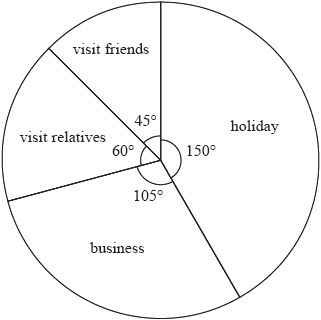 visit friends
45°
holiday
visit relatives
60°
150°
105°
business